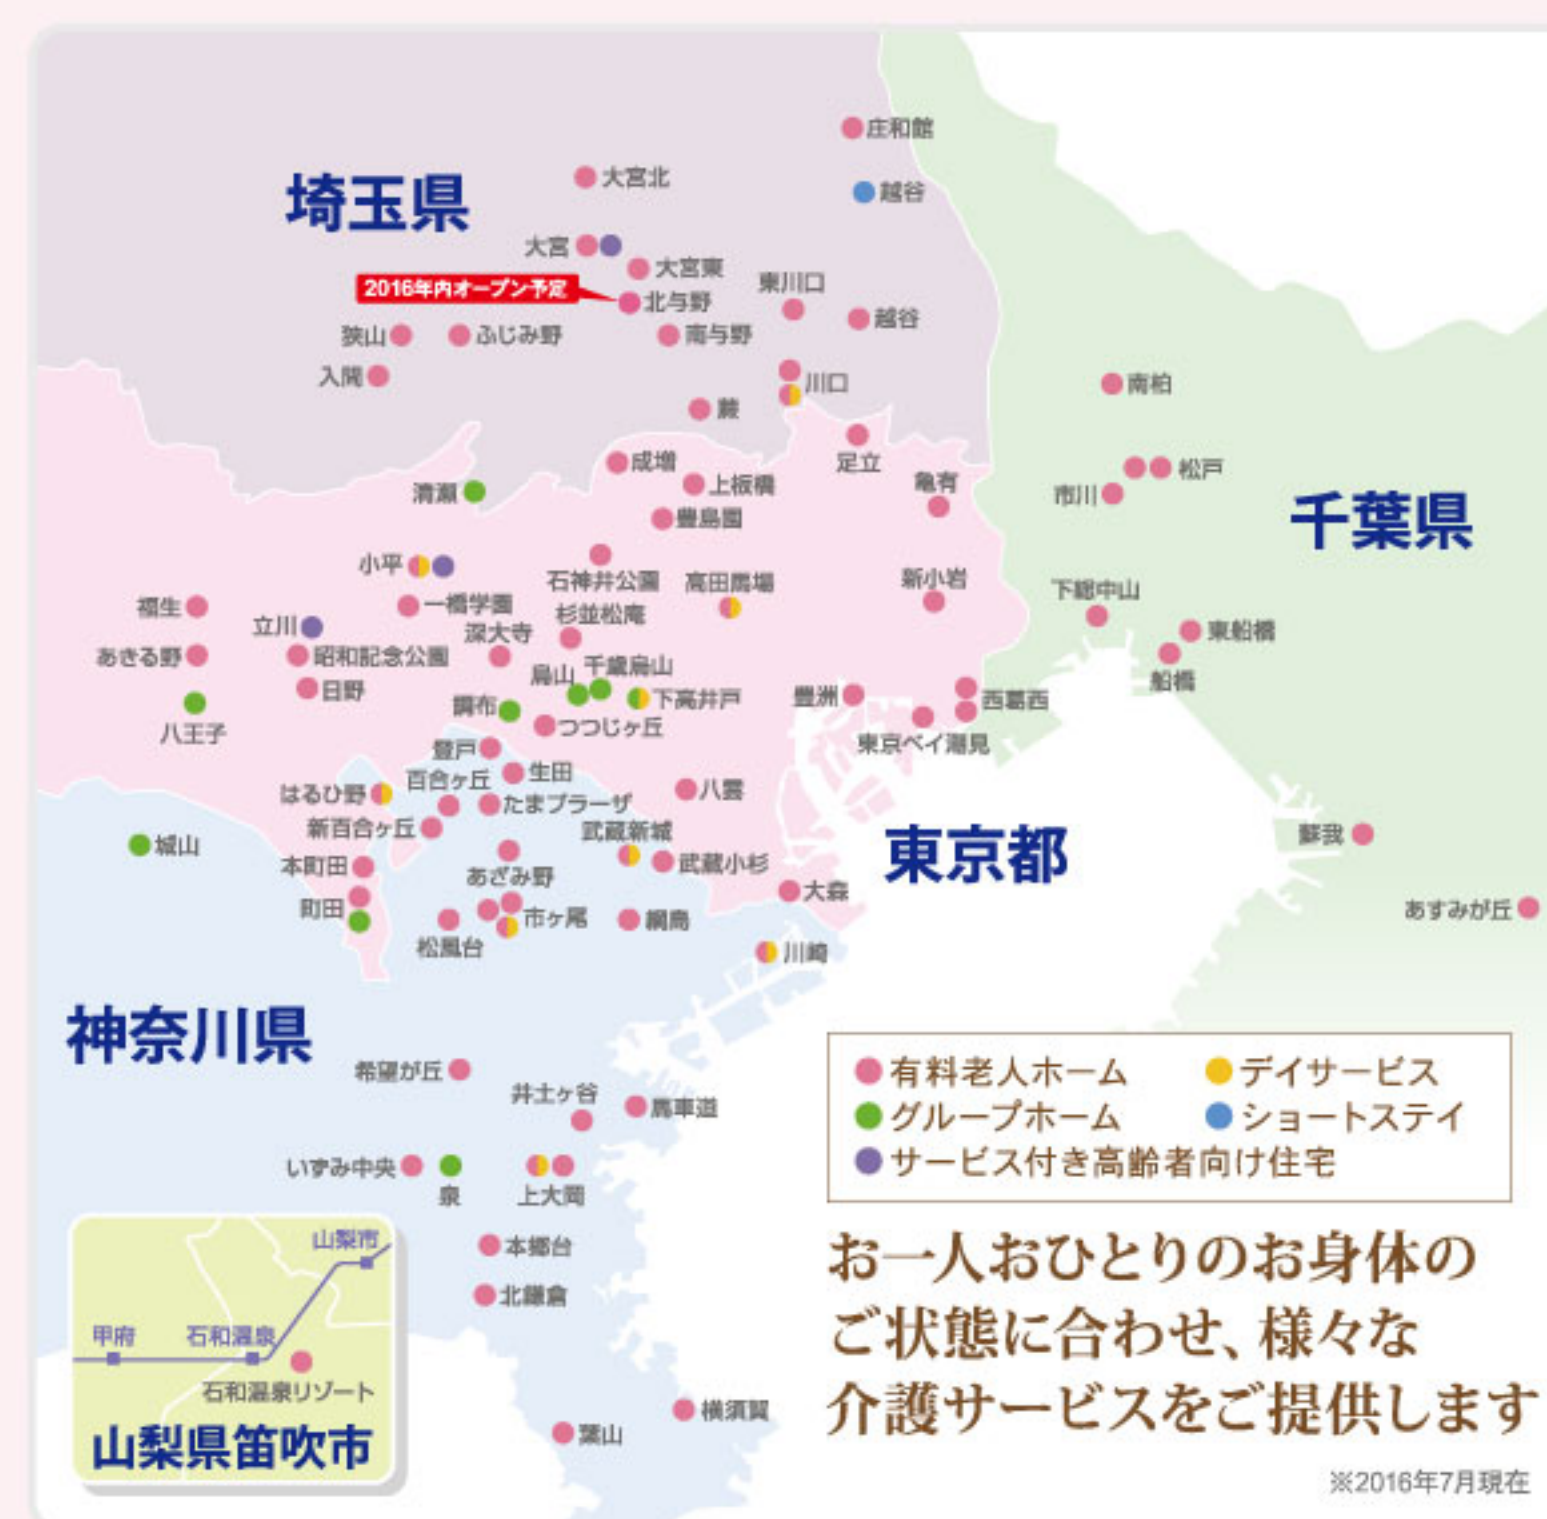 庄和館
大宮北
埼玉県
越谷
大宮
大宮東
東川口
2016年内オープン予定
北与野
越谷
狭山
ふじみ野
南与野
入間
川口
南柏
蕨
足立
成増
松戸
亀有
上板橋
清瀬
市川
豊島園
千葉県
小平
石神井公園
高田馬場
新小岩
下総中山
福生
一橋学園
杉並松庵
立川
深大寺
東船橋
あきる野
昭和記念公園
烏山
千歳烏山
船橋
日野
下高井戸
豊洲
西葛西
調布
八王子
つつじヶ丘
東京ベイ潮見
登戸
生田
百合ヶ丘
はるひ野
八雲
たまプラーザ
新百合ヶ丘
武蔵新城
蘇我
城山
東京都
本町田
武蔵小杉
あざみ野
大森
町田
市ヶ尾
綱島
あすみが丘
松風台
川崎
神奈川県
希望が丘
井土ヶ谷
馬車道
いずみ中央
泉
上大岡
本郷台
北鎌倉
横須賀
葉山
有料老人ホーム
デイサービス
グループホーム
ショートステイ
サービス付き高齢者向け住宅
山梨市
甲府
石和温泉
石和温泉リゾート
山梨県笛吹市
お一人おひとりのお身体の
ご状態に合わせ、様々な
介護サービスをご提供します
※2016年7月現在